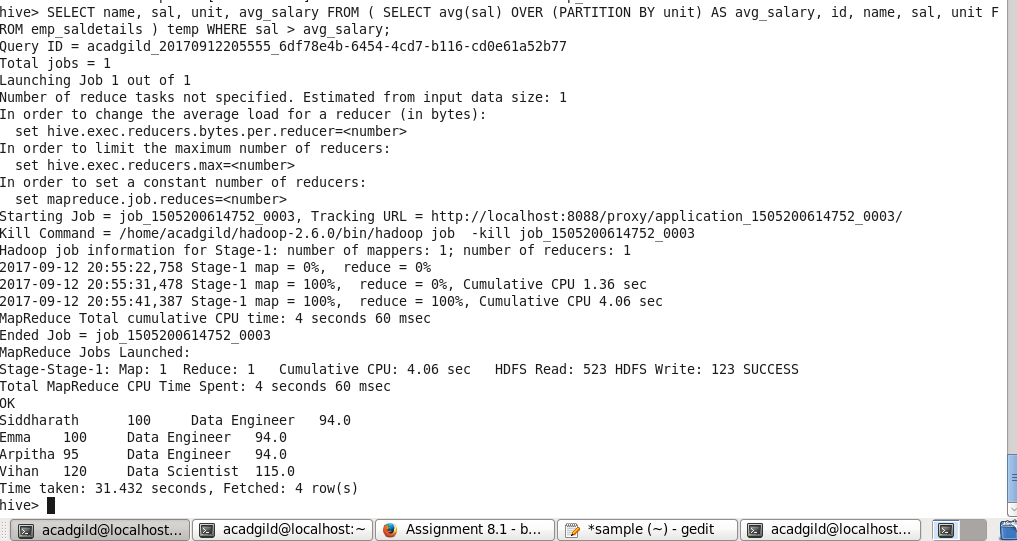 hive> SELECT name, sal, unit, avg_salary FROM ( SELECT avg(sal) OVER (PARTITION BY unit) AS avg_salary, id, name, sal, unit F
ROM emp_saldetails ) temp WHERE sal > avg_salary;
Query ID = acadgild_20170912205555_6df78e4b-6454-4cd7-b116-cd0e61a52b77
Total jobs = 1
Launching Job 1 out of 1
Number of reduce tasks not specified. Estimated from input data size: 1
In order to change the average load for a reducer (in bytes):
  set hive.exec.reducers.bytes.per.reducer=<number>
In order to limit the maximum number of reducers:
  set hive.exec.reducers.max=<number>
In order to set a constant number of reducers:
  set mapreduce.job.reduces=<number>
Starting Job = job_1505200614752_0003, Tracking URL = http://localhost:8088/proxy/application_1505200614752_0003/
Kill Command = /home/acadgild/hadoop-2.6.0/bin/hadoop job  -kill job_1505200614752_0003
Hadoop job information for Stage-1: number of mappers: 1; number of reducers: 1
2017-09-12 20:55:22,758 Stage-1 map = 0%,  reduce = 0%
2017-09-12 20:55:31,478 Stage-1 map = 100%,  reduce = 0%, Cumulative CPU 1.36 sec
2017-09-12 20:55:41,387 Stage-1 map = 100%,  reduce = 100%, Cumulative CPU 4.06 sec
MapReduce Total cumulative CPU time: 4 seconds 60 msec
Ended Job = job_1505200614752_0003
MapReduce Jobs Launched:
Stage-Stage-1: Map: 1  Reduce: 1   Cumulative CPU: 4.06 sec   HDFS Read: 523 HDFS Write: 123 SUCCESS
Total MapReduce CPU Time Spent: 4 seconds 60 msec
OK
Siddharath      100     Data Engineer   94.0
Emma    100     Data Engineer   94.0
Arpitha 95      Data Engineer   94.0
Vihan   120     Data Scientist  115.0
Time taken: 31.432 seconds, Fetched: 4 row(s)
hive>
acadgild@localhost... acadgild@localhost:~ Assignment 8.1 - b... *sample (~) - gedit acadgild@localhost...